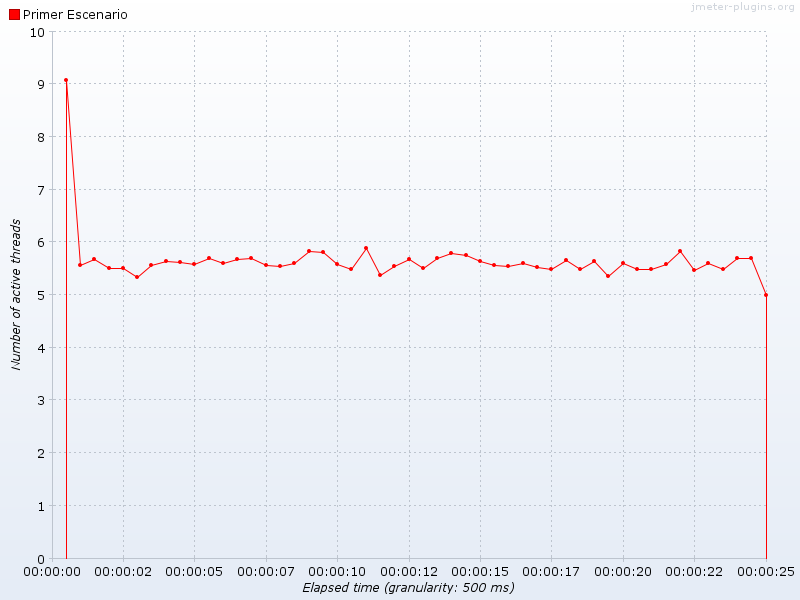 jmeter-plugins.org
Primer Escenario
10
9
8
7
6
5
4
3
2
1
0
Number of active threads
00:00:00 00:00:02 00:00:05 00:00:07 00:00:10 00:00:12 00:00:15 00:00:17 00:00:20 00:00:22 00:00:25
Elapsed time (granularity: 500 ms)